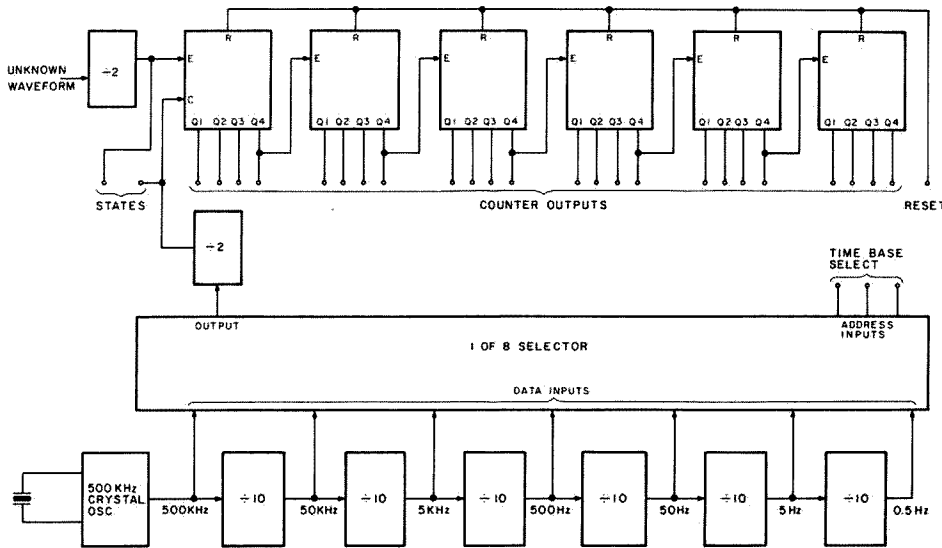 R R R R R R
UNKNOWN
WAVEFORM
÷2
E E E E E E
C
Q1 Q2 Q3 Q4 Q1 Q2 Q3 Q4 Q1 Q2 Q3 Q4 Q1 Q2 Q3 Q4 Q1 Q2 Q3 Q4 Q1 Q2 Q3 Q4
STATES
COUNTER OUTPUTS
RESET
÷2
TIME BASE
SELECT
OUTPUT
ADDRESS
INPUTS
1 OF 8 SELECTOR
DATA INPUTS
500 KHz
CRYSTAL
OSC.
÷10 ÷10 ÷10 ÷10 ÷10 ÷10
500KHz 50KHz 5KHz 500Hz 50Hz 5Hz 0.5Hz